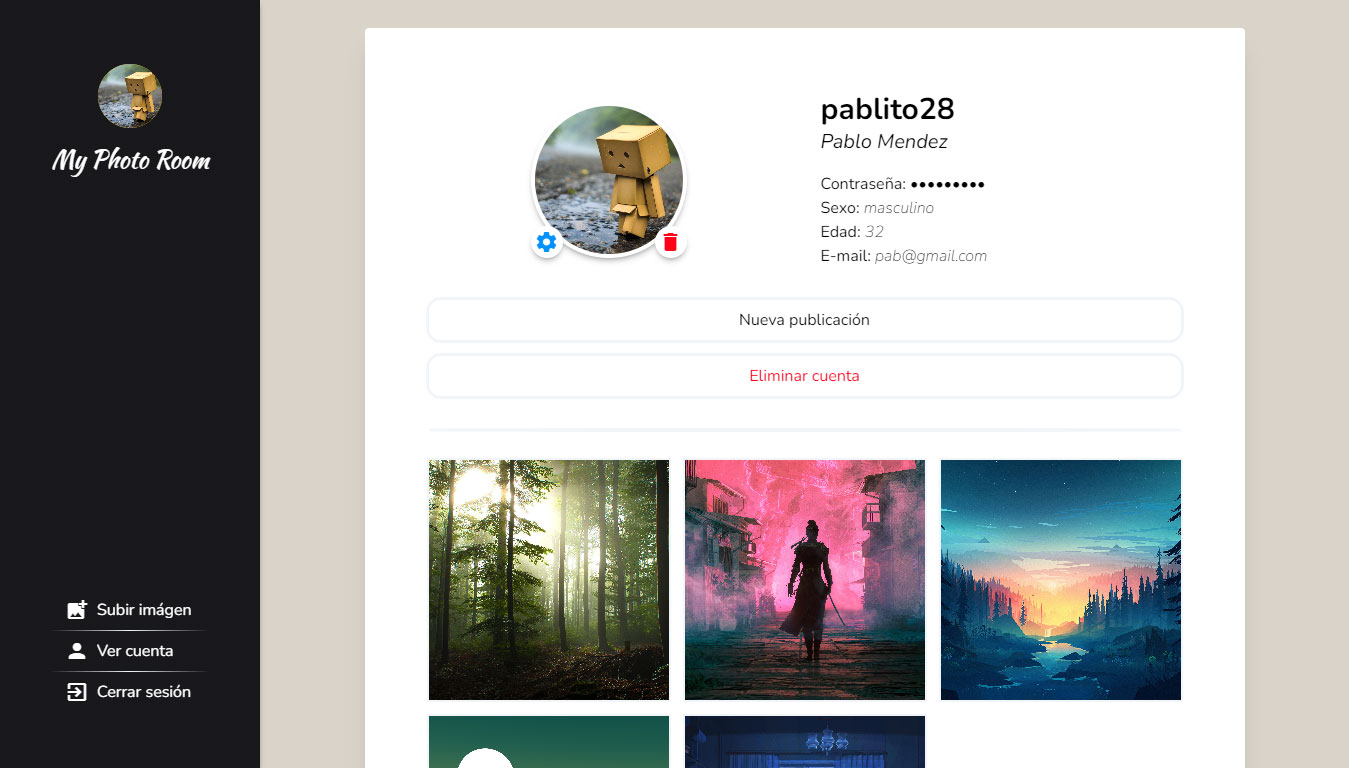 My Photo Room
Subir imágen
Ver cuenta
Cerrar sesión
pablito28
Pablo Mendez
Contraseña: •••••••••
Sexo: masculino
Edad: 32
E-mail: pab@gmail.com
Nueva publicación
Eliminar cuenta